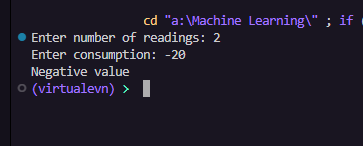 cd "a:\Machine Learning\" ; if (
Enter number of readings: 2
Enter consumption: -20
Negative value
(virtualevn) >